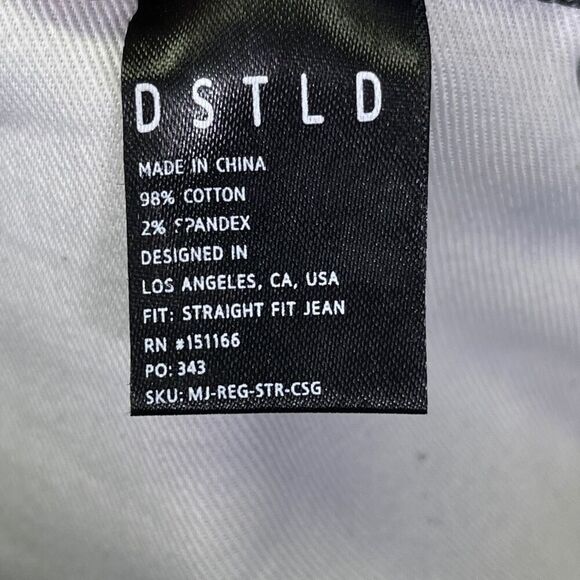 DSTLD
MADE IN CHINA
98% COTTON
2% SPANDEX
DESIGNED IN
LOS ANGELES, CA, USA
FIT: STRAIGHT FIT JEAN
RN #151166
PO: 343
SKU: MJ-REG-STR-CSG